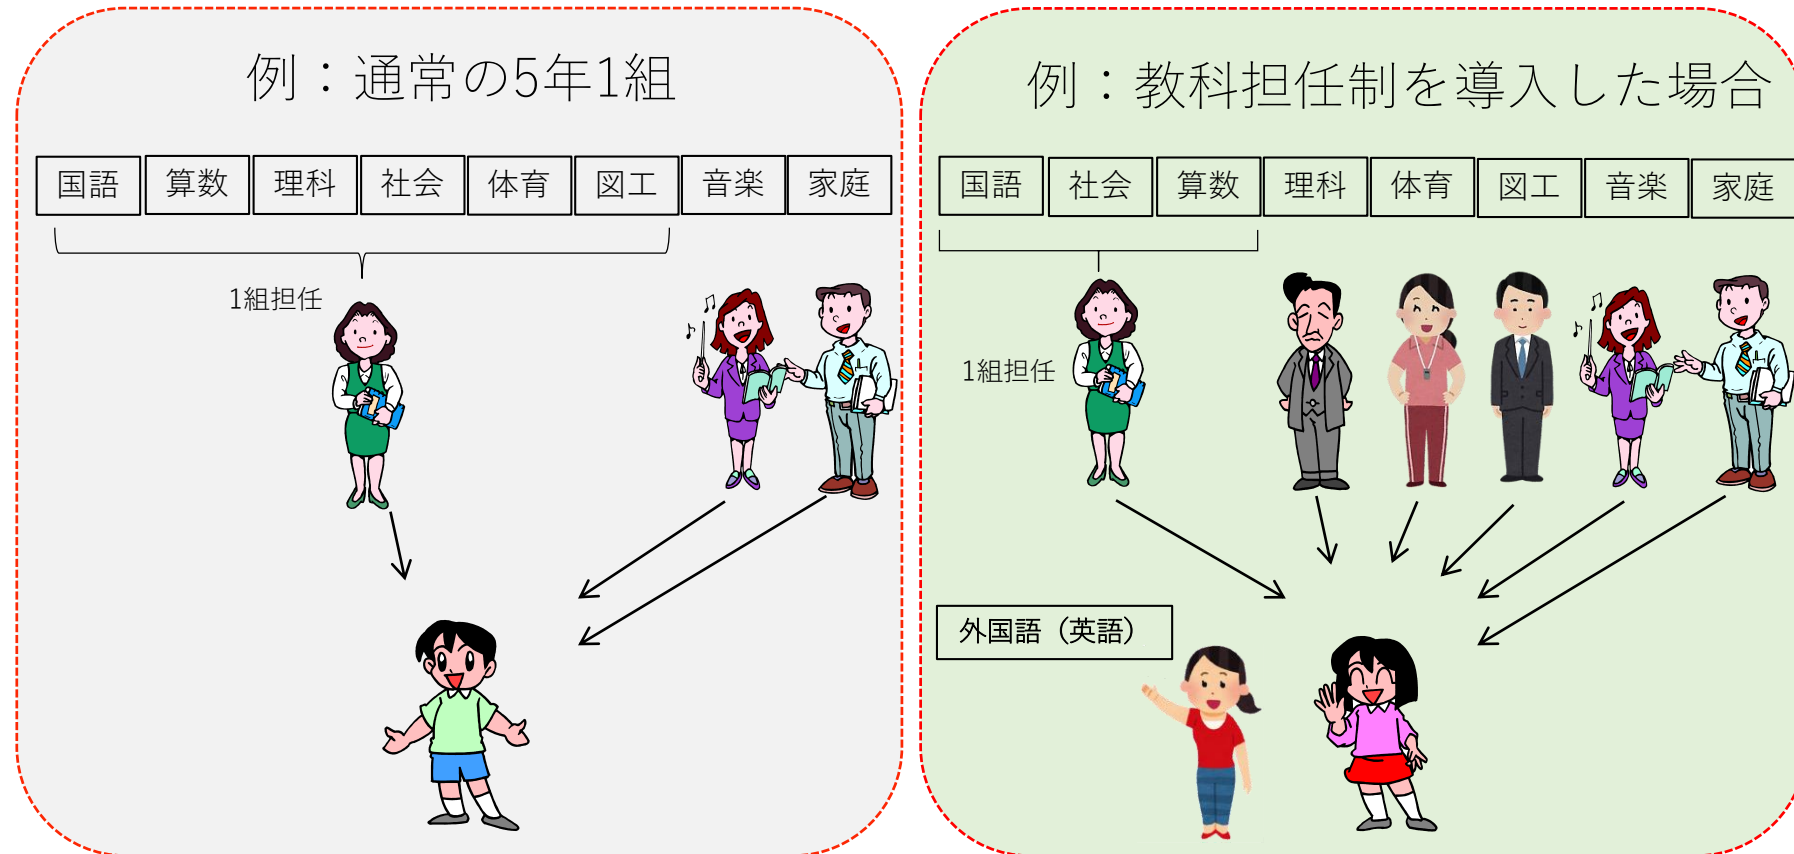 例：通常の5年1組
国語 算数 理科 社会 体育 図工 音楽 家庭
1組担任
例：教科担任制を導入した場合
国語 社会 算数 理科 体育 図工 音楽 家庭
1組担任
外国語（英語）